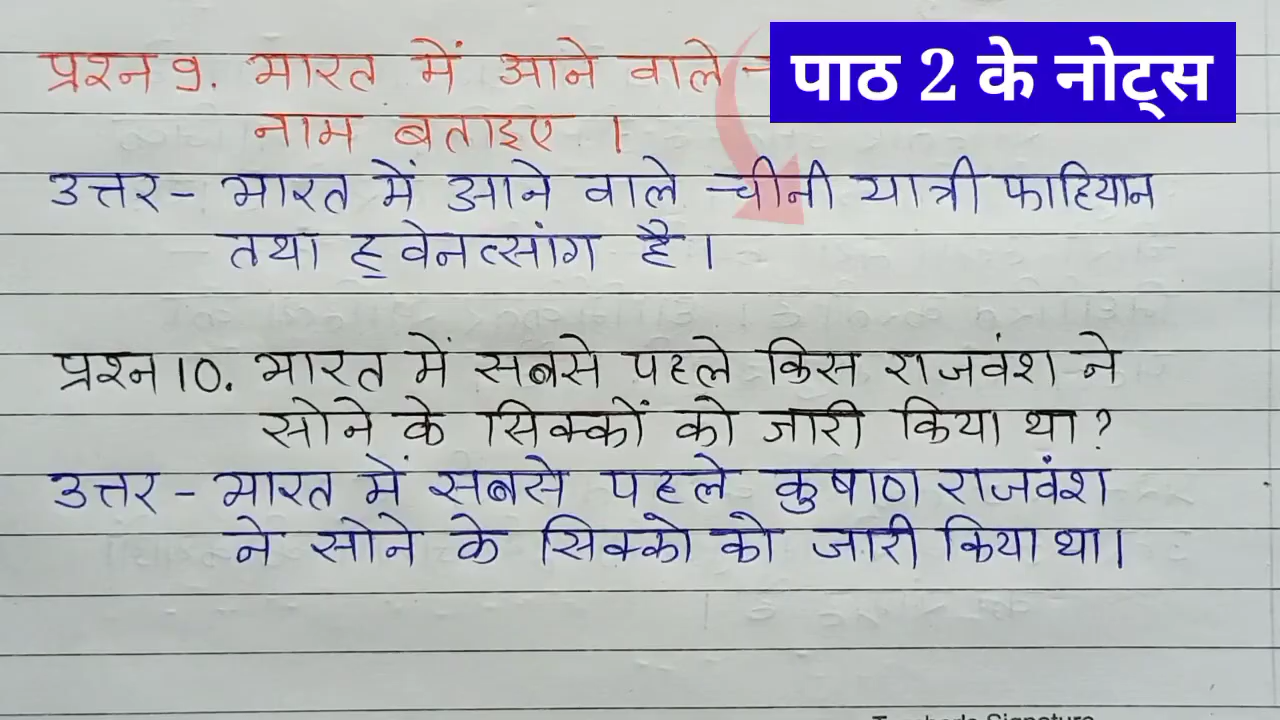 पाठ 2 के नोट्स
प्रश्न 9. भारत में आने वाले
नाम बताइए ।
उत्तर- भारत में आने वाले चीनी यात्री फाहियान
तथा ह्वेनत्सांग है ।
प्रश्न 10. भारत में सबसे पहले किस राजवंश ने
सोने के सिक्कों को जारी किया था ?
उत्तर - भारत में सबसे पहले कुषाण राजवंश
ने सोने के सिक्को को जारी किया था ।